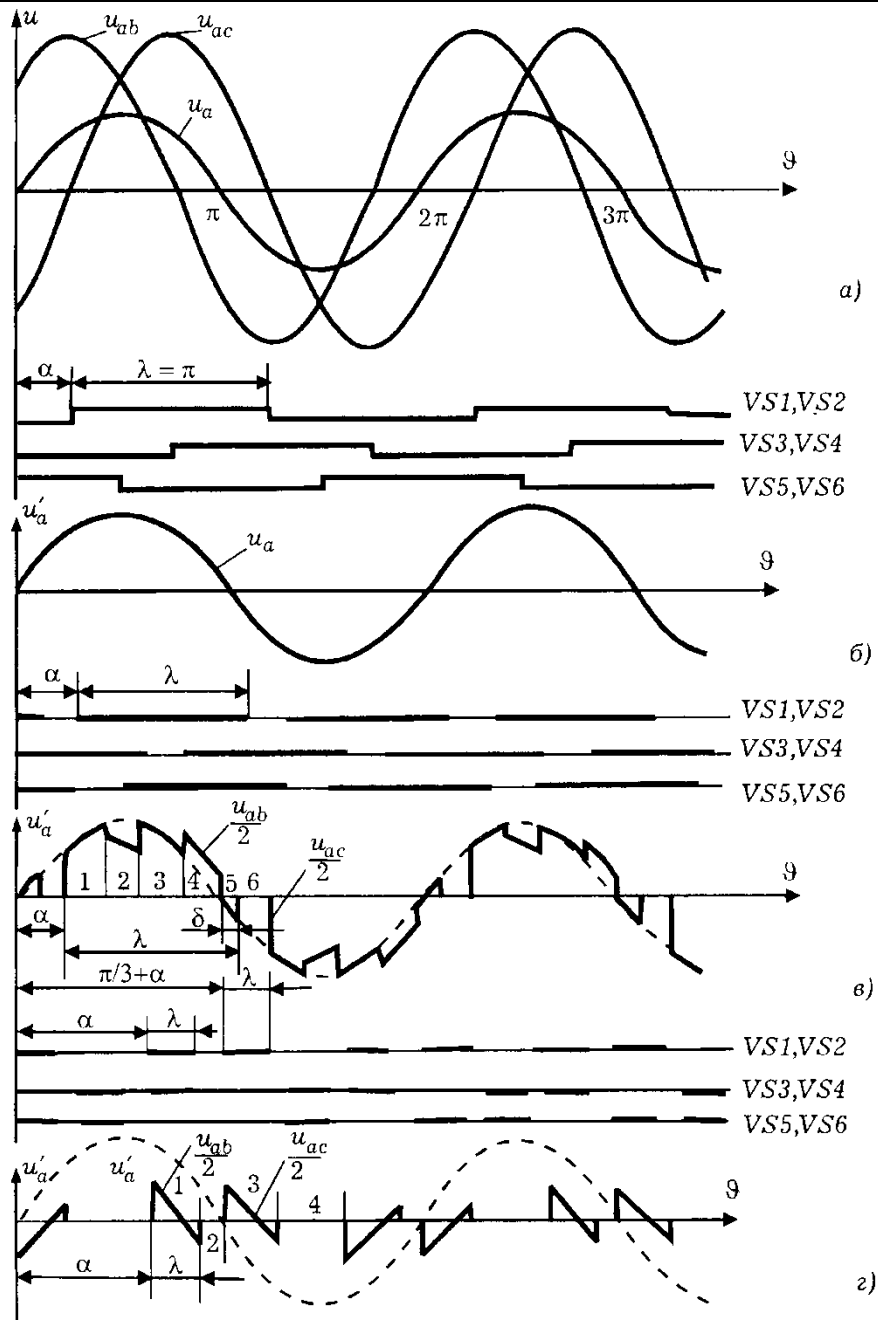 u
u_ab
u_ac
u_a
ϑ
π
2π
3π
а)
α
λ = π
VS1,VS2
VS3,VS4
VS5,VS6
u′_a
u_a
ϑ
б)
α
λ
VS1,VS2
VS3,VS4
VS5,VS6
u′_a
u_ab/2
u_ac/2
ϑ
1 2 3 4 5 6
α
δ
λ
π/3+α
λ
в)
α
λ
VS1,VS2
VS3,VS4
VS5,VS6
u′_a
u′_a
u_ab/2
u_ac/2
1
3
4
ϑ
2
α
λ
г)